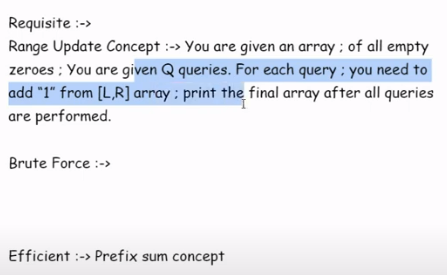 Requisite :->
Range Update Concept :-> You are given an array ; of all empty
zeroes ; You are given Q queries. For each query ; you need to
add "1" from [L,R] array ; print the final array after all queries
are performed.
Brute Force :->
Efficient :-> Prefix sum concept